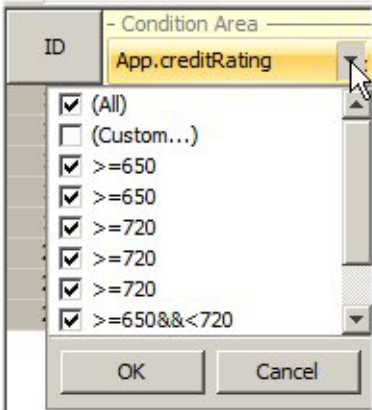 Condition Area
ID
App.creditRating
(All)
(Custom...)
>=650
>=650
>=720
>=720
>=720
>=650&&<720
OK
Cancel